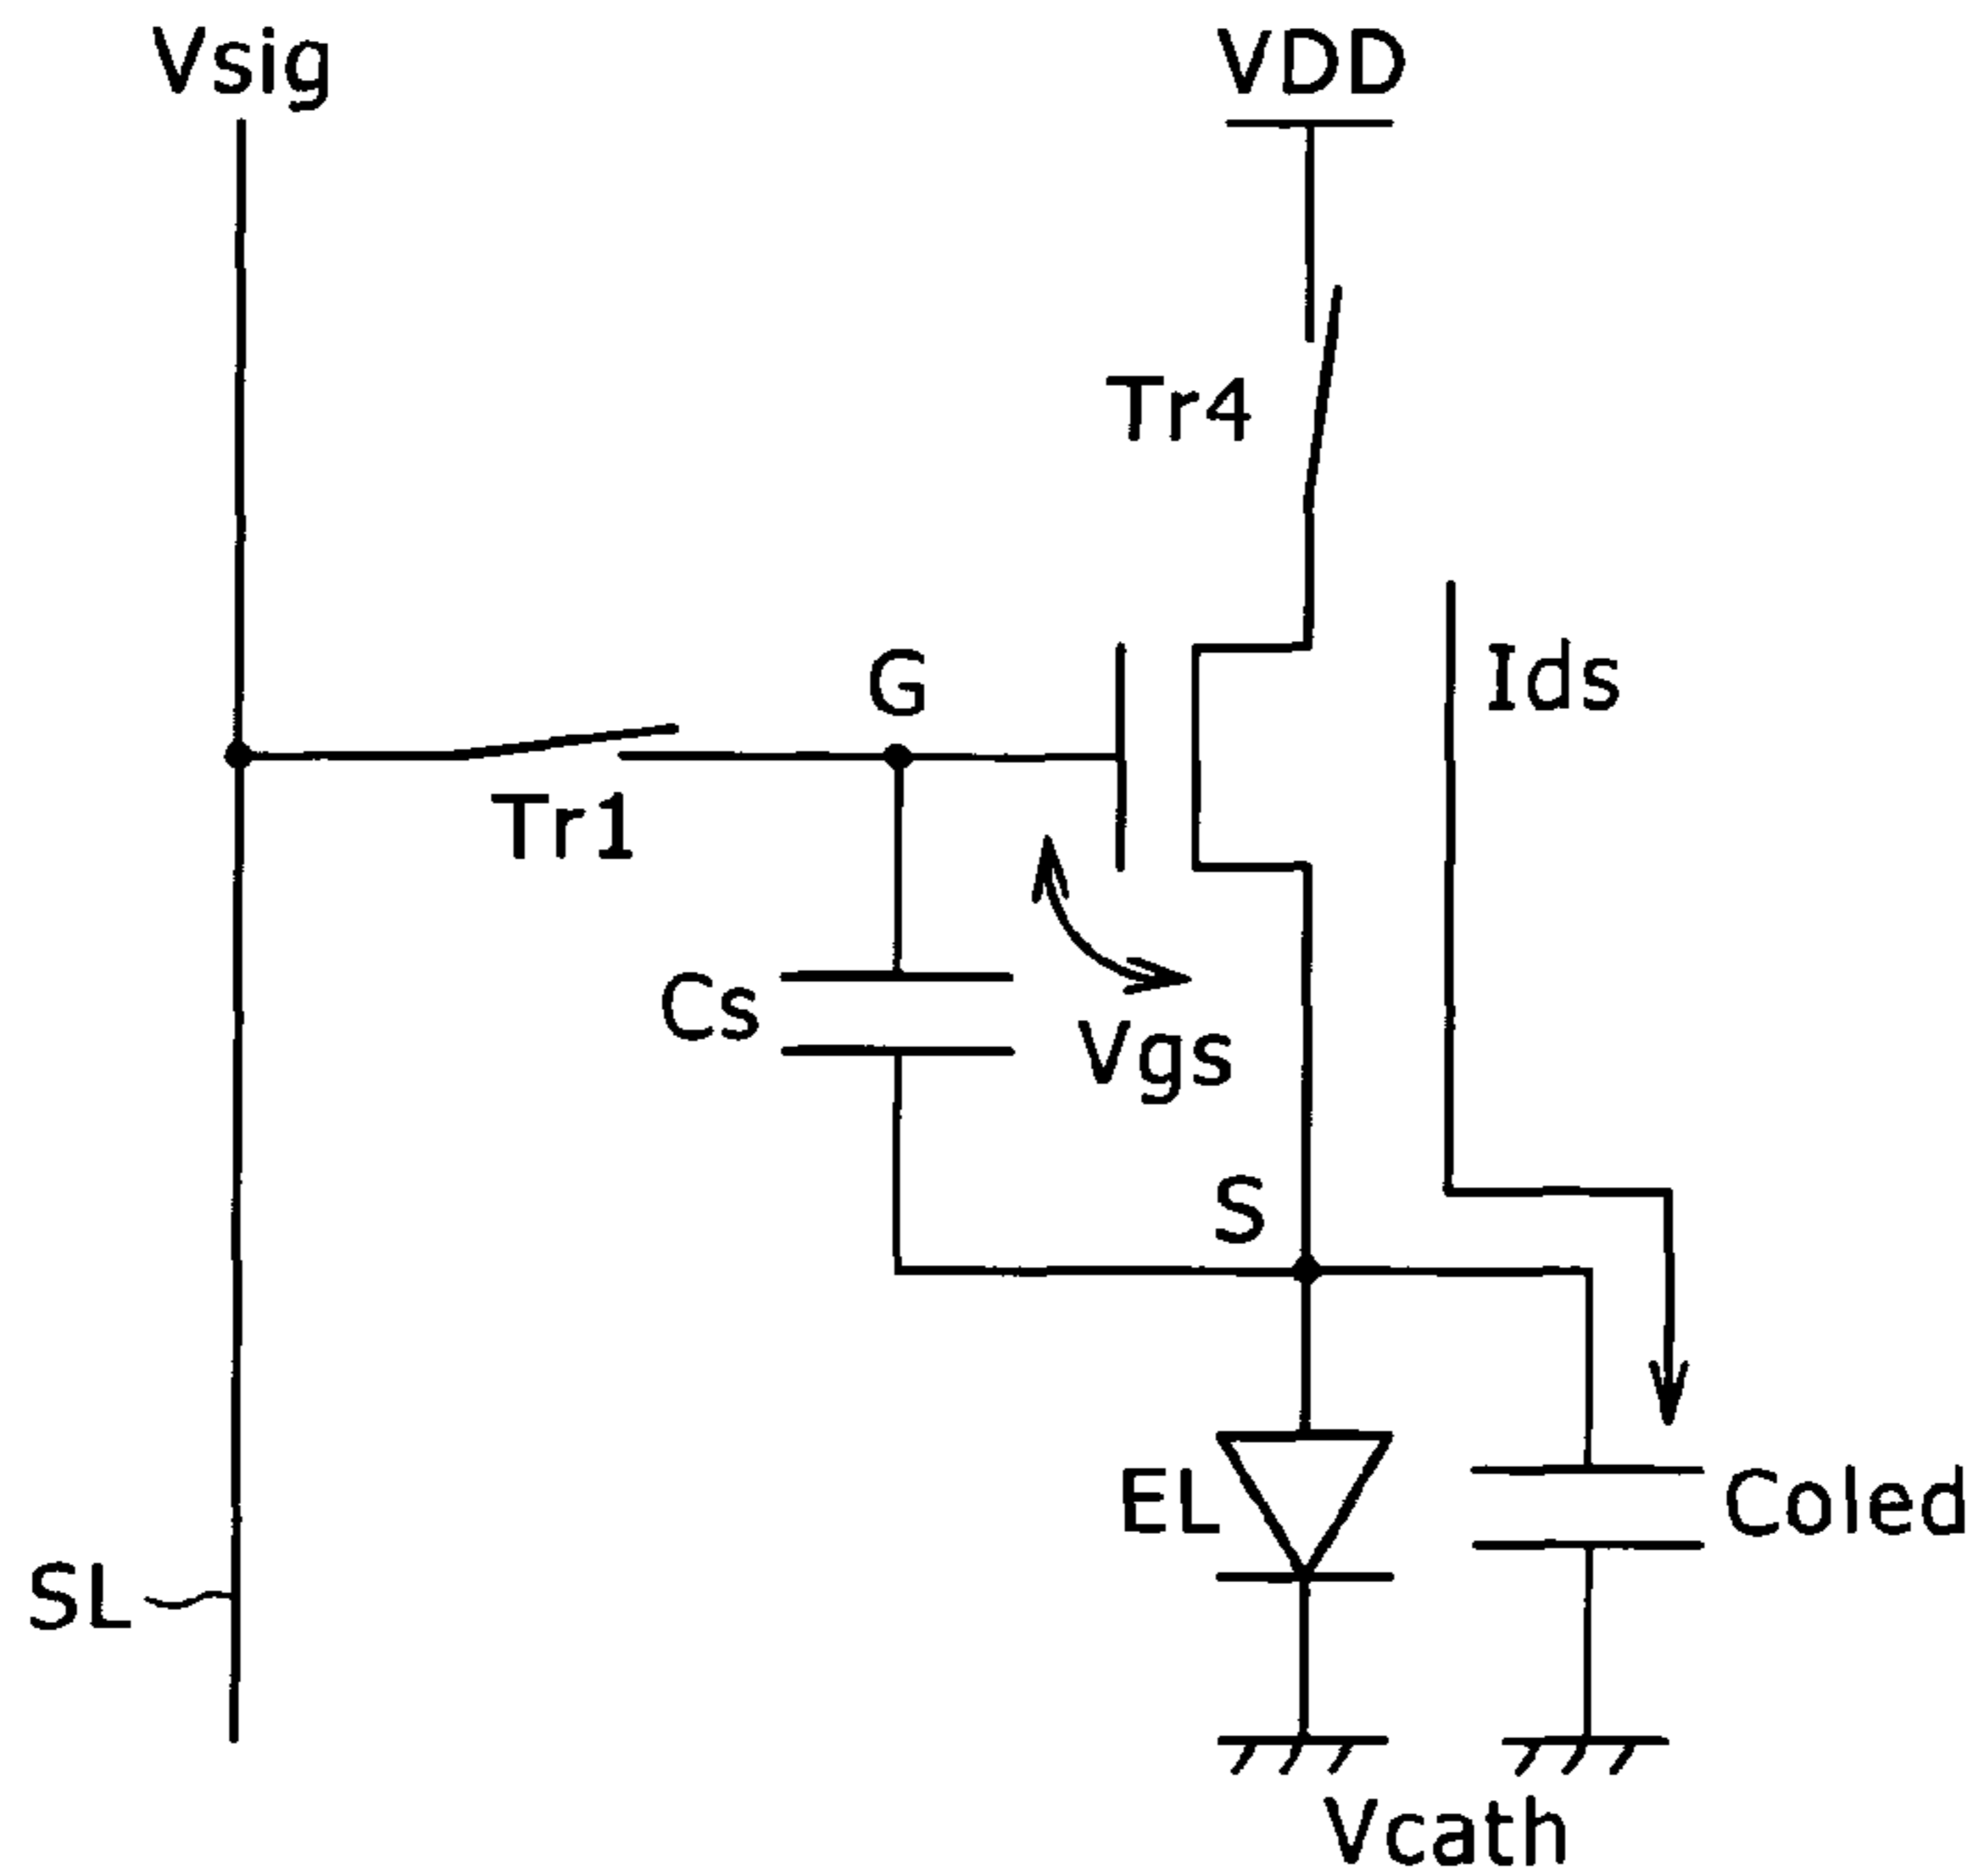 Vsig
VDD
Tr4
G
Ids
Tr1
Cs
Vgs
S
EL
Coled
SL
Vcath